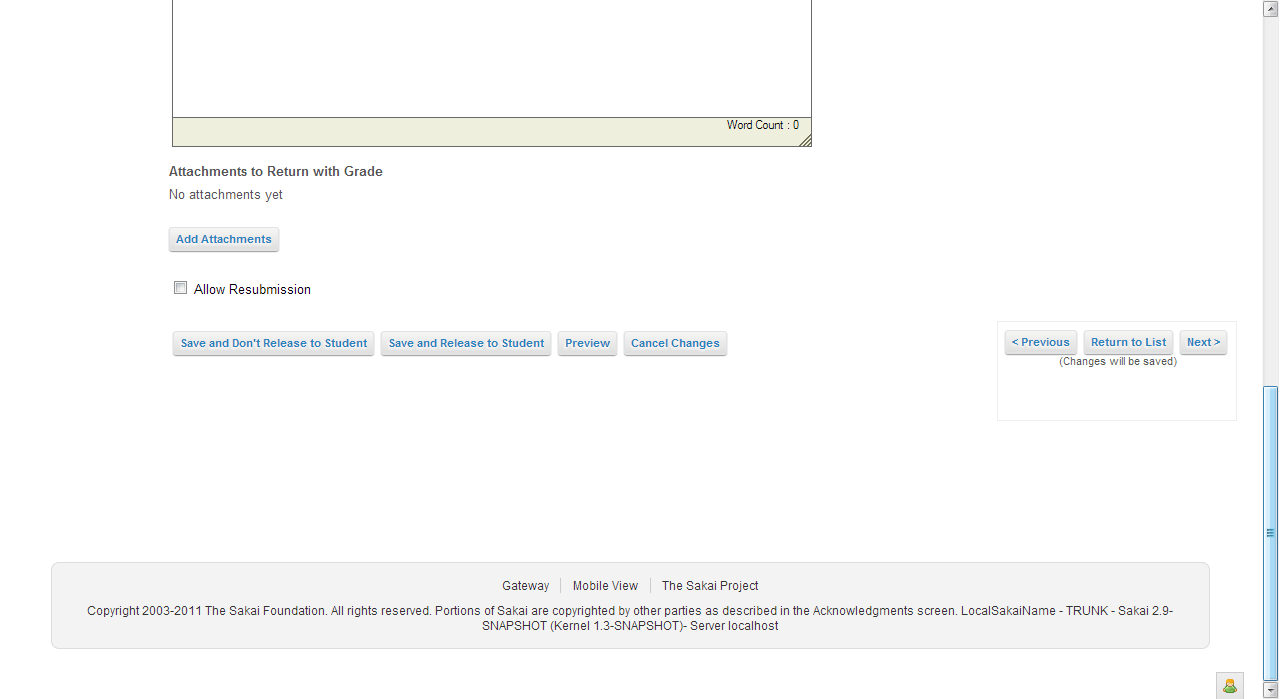 Word Count : 0
Attachments to Return with Grade
No attachments yet
Add Attachments
Allow Resubmission
Save and Don't Release to Student Save and Release to Student Preview Cancel Changes
< Previous Return to List Next >
(Changes will be saved)
Gateway Mobile View The Sakai Project
Copyright 2003-2011 The Sakai Foundation. All rights reserved. Portions of Sakai are copyrighted by other parties as described in the Acknowledgments screen. LocalSakaiName - TRUNK - Sakai 2.9-
SNAPSHOT (Kernel 1.3-SNAPSHOT)- Server localhost